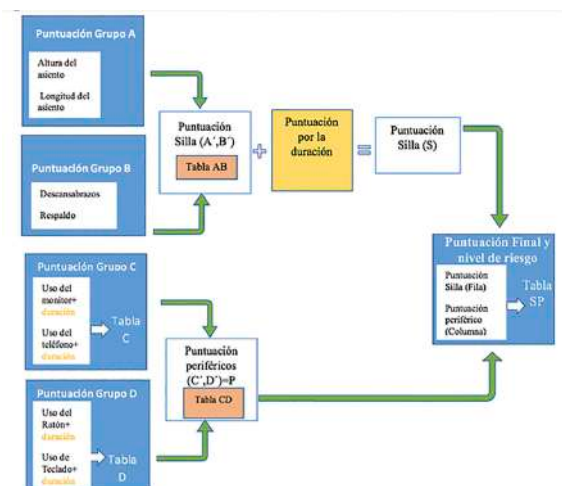 Puntuación Grupo A
Altura del
asiento
Longitud del
asiento
Puntuación Grupo B
Descansabrazos
Respaldo
Puntuación
Silla (A´,B´)
Tabla AB
+
Puntuación
por la
duración
=
Puntuación
Silla (S)
Puntuación Grupo C
Uso del
monitor+
duración
Uso del
teléfono+
duración
Tabla
C
Puntuación Grupo D
Uso del
Ratón+
duración
Uso de
Teclado+
duración
Tabla
D
Puntuación
periféricos
(C´,D´)=P
Tabla CD
Puntuación Final y
nivel de riesgo
Puntuación
Silla (Fila)
Puntuación
periférico
(Columna)
Tabla
SP